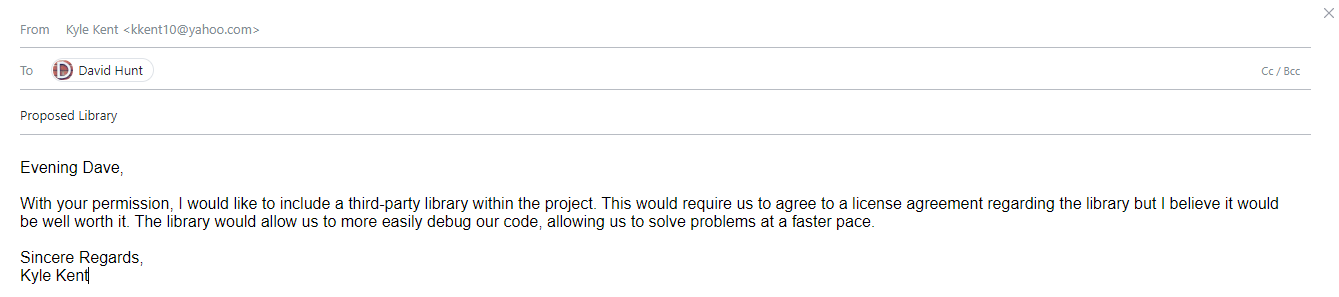 From Kyle Kent <kkent10@yahoo.com>
To D David Hunt Cc / Bcc
Proposed Library
Evening Dave,
With your permission, I would like to include a third-party library within the project. This would require us to agree to a license agreement regarding the library but I believe it would
be well worth it. The library would allow us to more easily debug our code, allowing us to solve problems at a faster pace.
Sincere Regards,
Kyle Kent